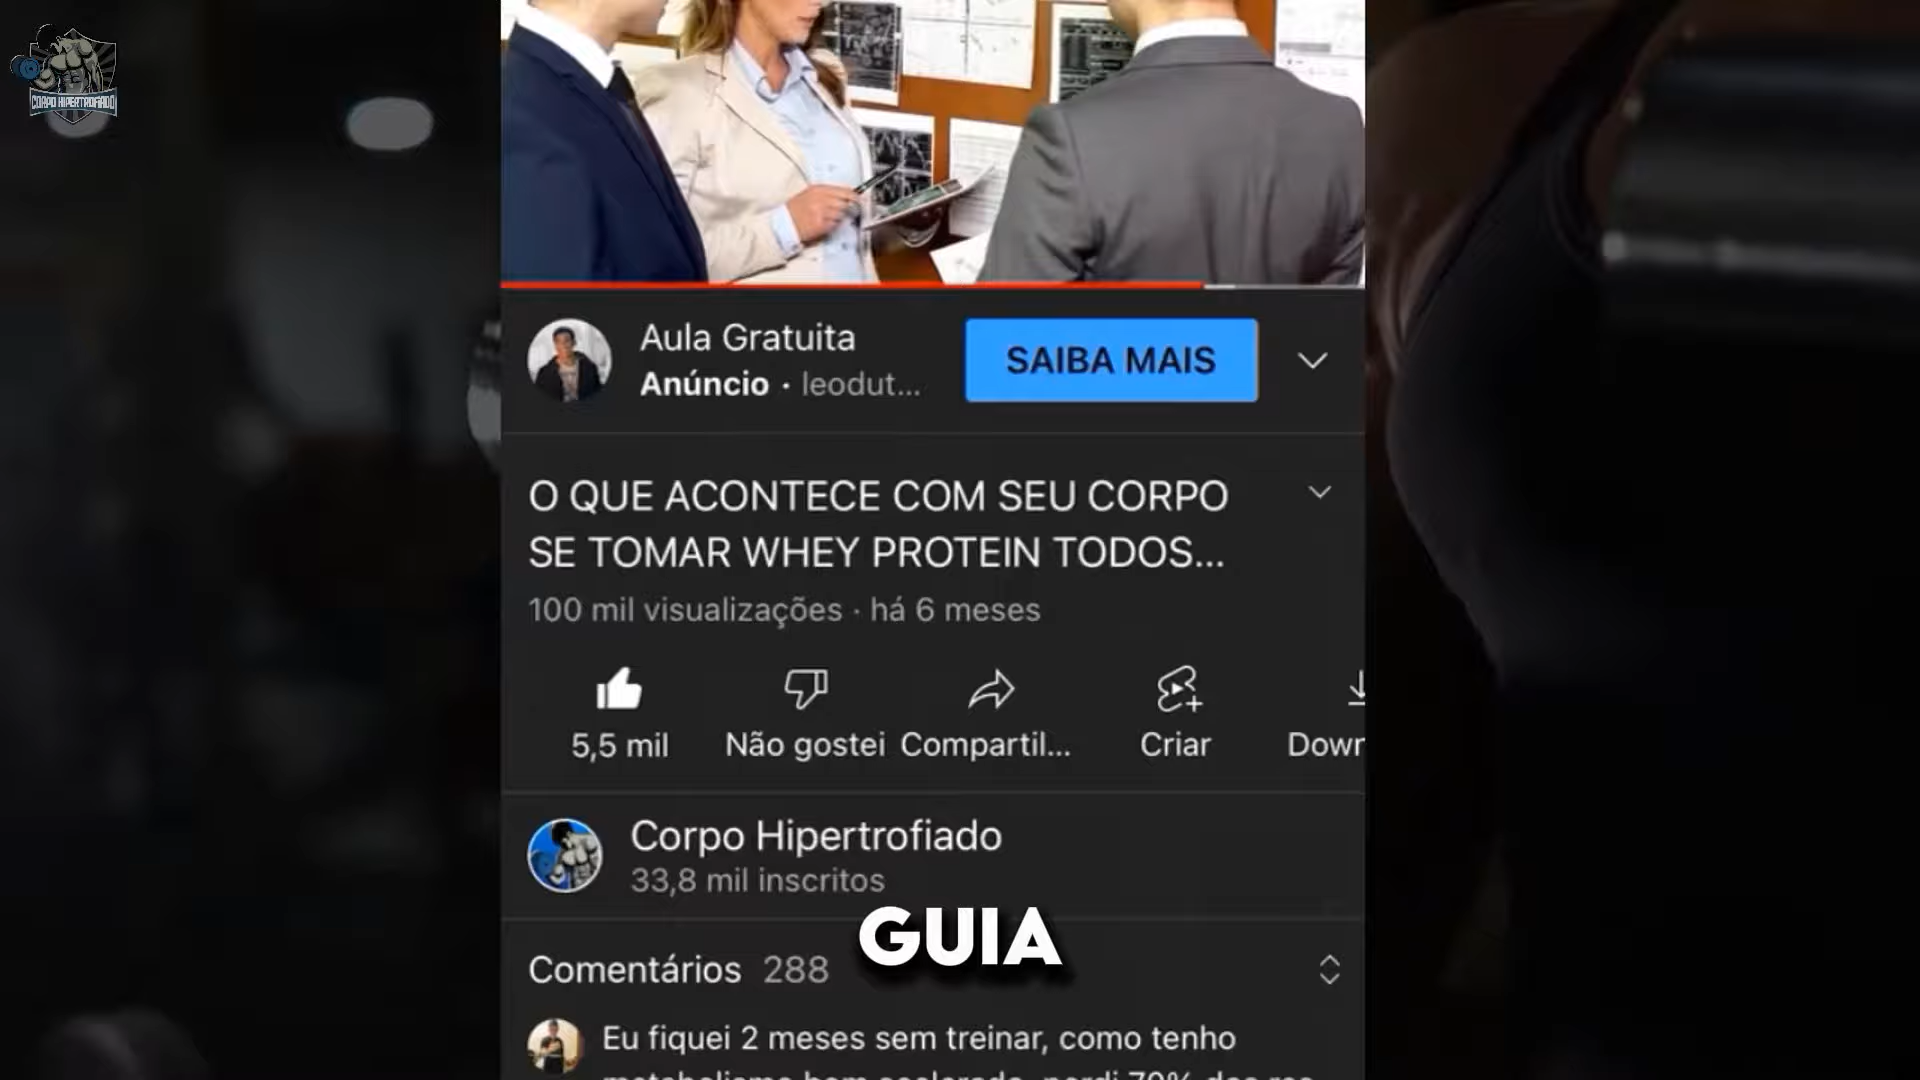 CORPO HIPERTROFIADO
Aula Gratuita
Anúncio · leodut...
SAIBA MAIS
O QUE ACONTECE COM SEU CORPO
SE TOMAR WHEY PROTEIN TODOS...
100 mil visualizações · há 6 meses
5,5 mil
Não gostei
Compartil...
Criar
Dowr
Corpo Hipertrofiado
33,8 mil inscritos
GUIA
Comentários 288
Eu fiquei 2 meses sem treinar, como tenho